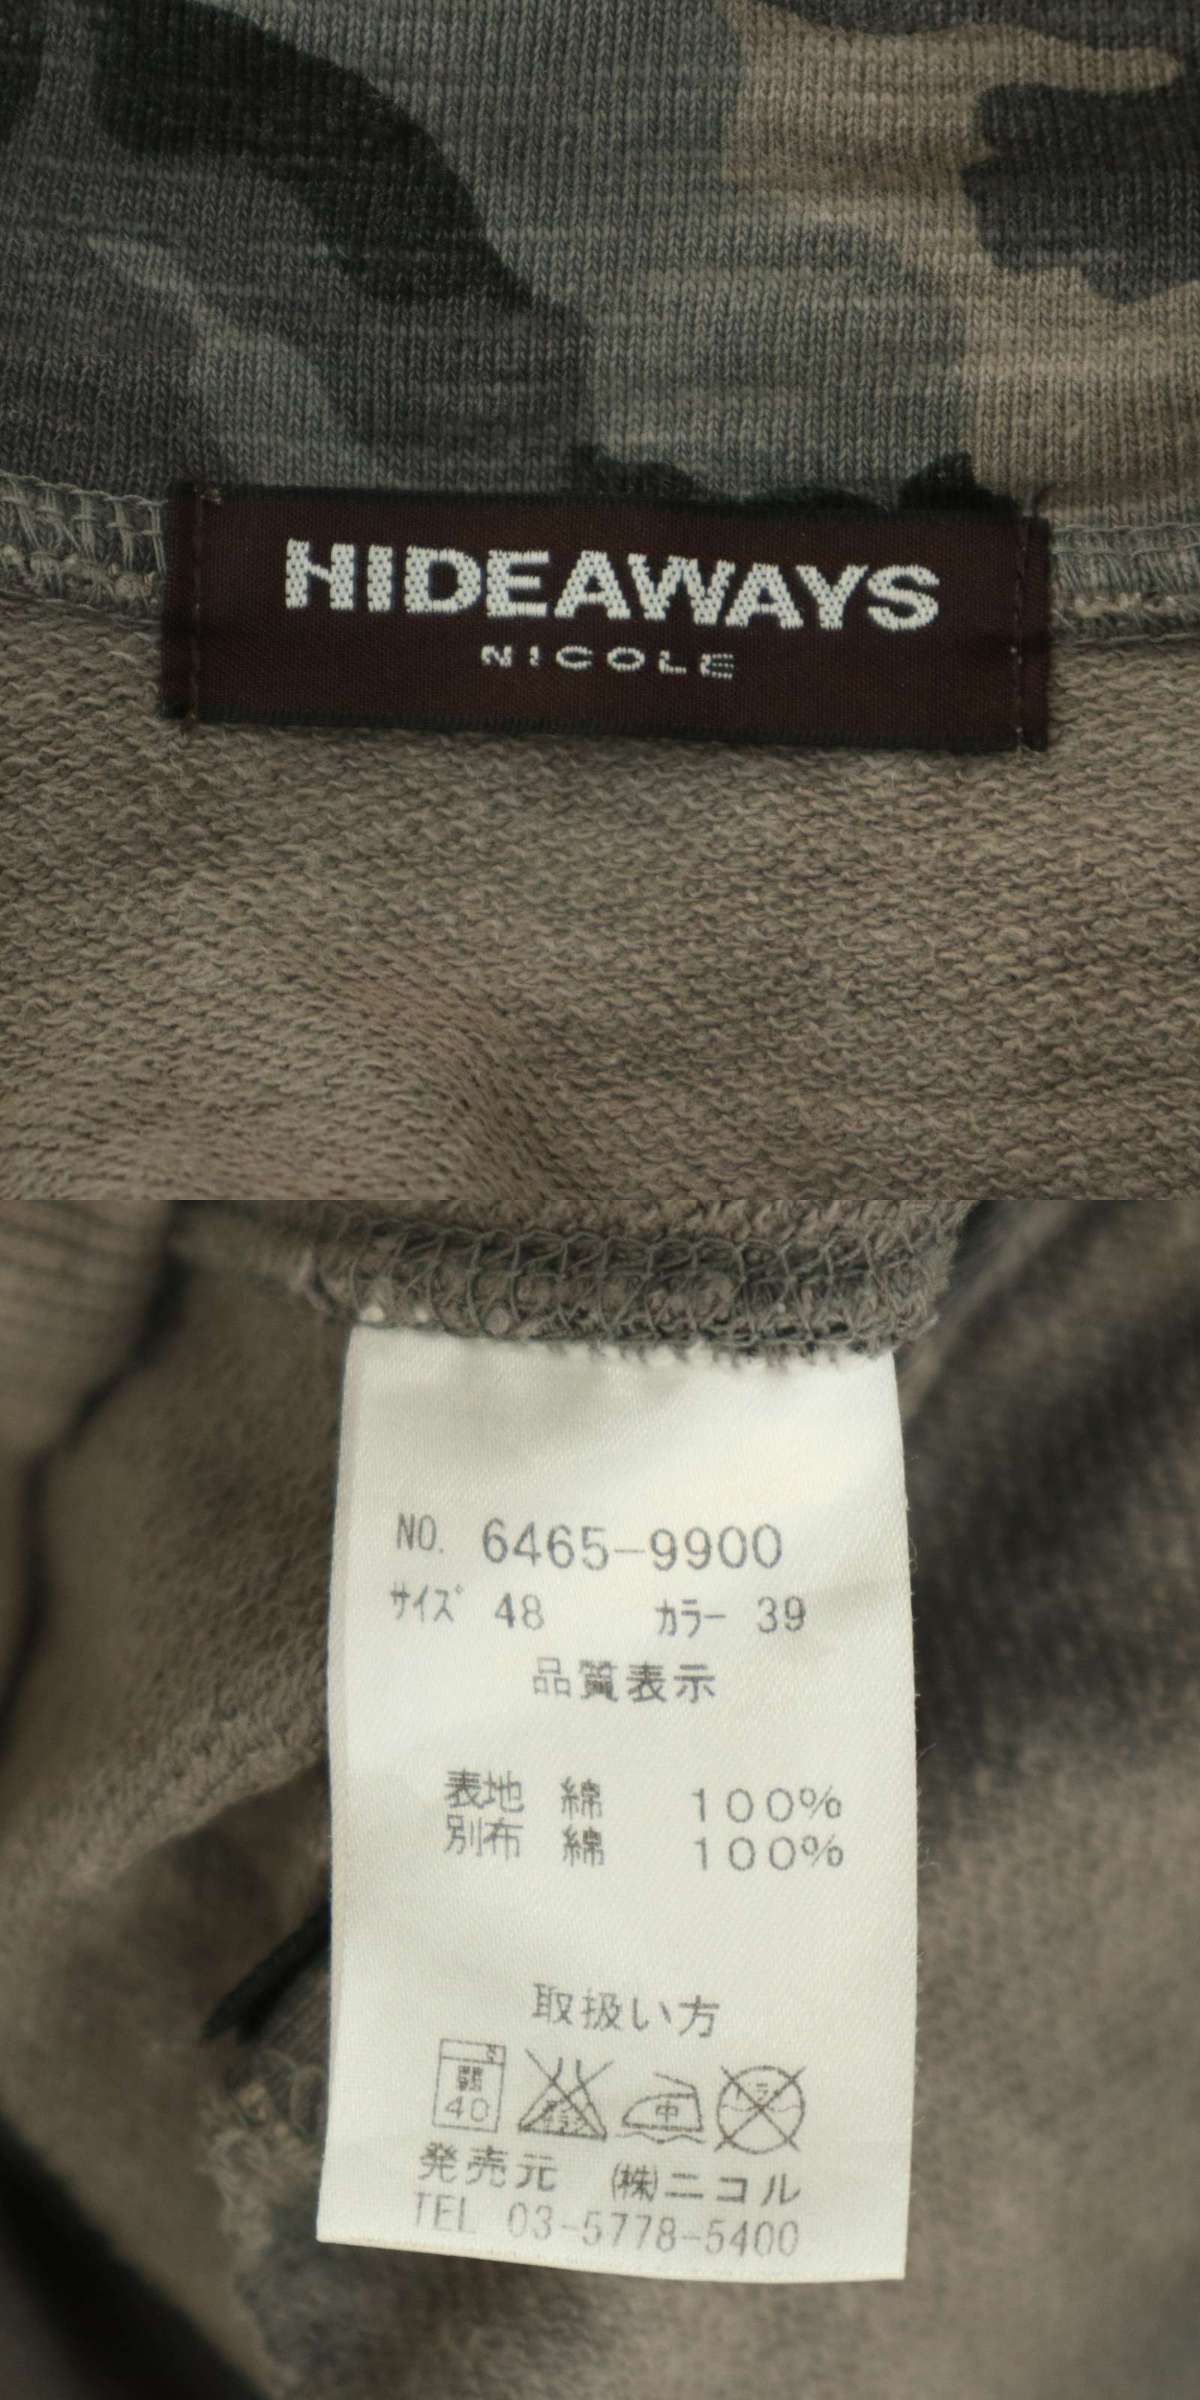 HIDEAWAYS
NICOLE
NO. 6465-9900
サイズ 48 カラー 39
品質表示
表地 綿 100%
別布 綿 100%
取扱い方
40
中
発売元 ㈱ニコル
TEL 03-5778-5400